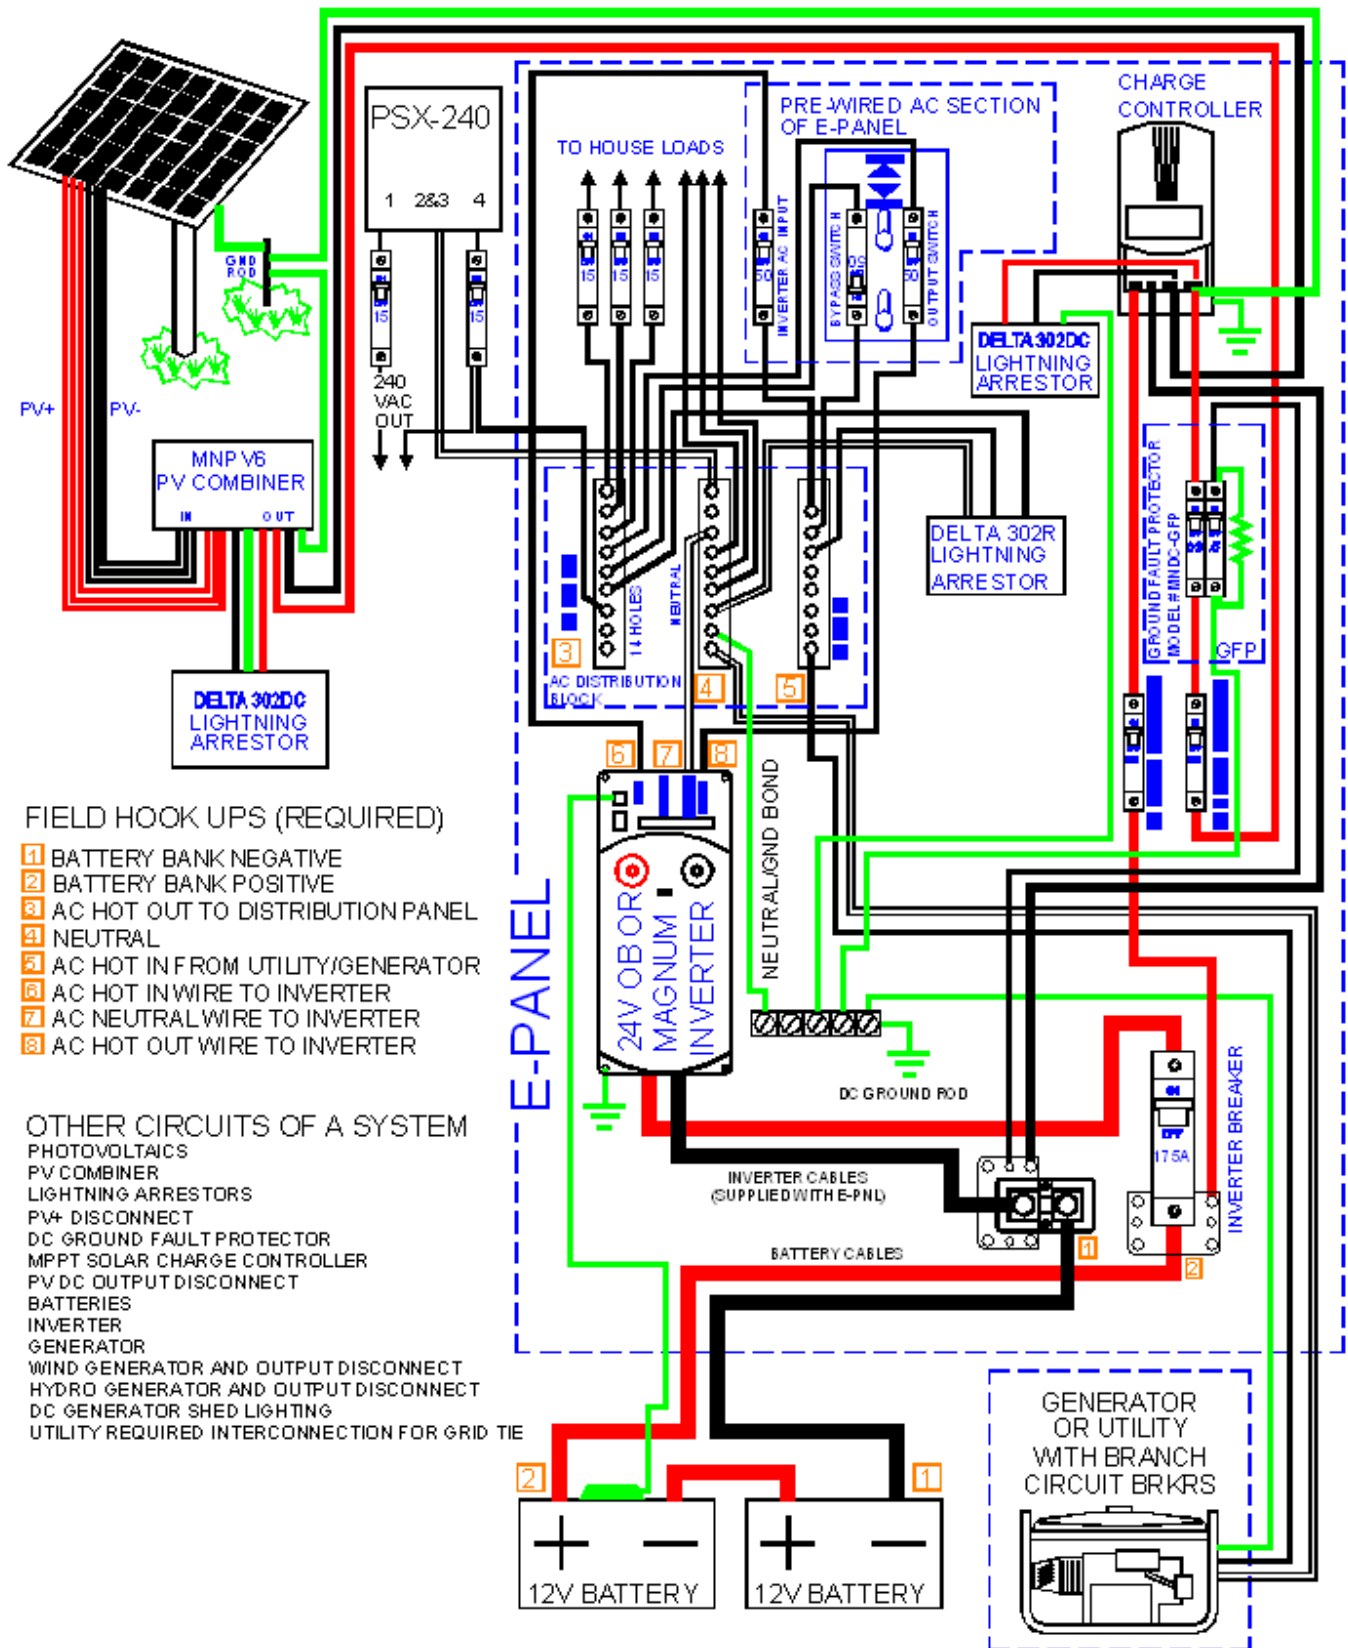 PSX-240
1 2&3 4
15
15
240
VAC
OUT
GND
ROD
PV+
PV-
MNPV6
PV COMBINER
IN OUT
DELTA 302DC
LIGHTNING
ARRESTOR
TO HOUSE LOADS
15
15
15
PRE-WIRED AC SECTION
OF E-PANEL
50
INVERTER AC INPUT
BYPASS SWITCH
50
OUTPUT SWITCH
CHARGE
CONTROLLER
DELTA 302DC
LIGHTNING
ARRESTOR
DELTA 302R
LIGHTNING
ARRESTOR
GROUND FAULT PROTECTOR
MODEL # MNDC-GFP
GFP
14 HOLES
NEUTRAL
3
AC DISTRIBUTION
BLOCK
4
5
6
7
8
24V OBOR
MAGNUM
INVERTER
NEUTRAL/GND BOND
E-PANEL
DC GROUND ROD
INVERTER BREAKER
OFF
175A
INVERTER CABLES
(SUPPLIED WITH E-PNL)
BATTERY CABLES
1
2
FIELD HOOK UPS (REQUIRED)
1 BATTERY BANK NEGATIVE
2 BATTERY BANK POSITIVE
3 AC HOT OUT TO DISTRIBUTION PANEL
4 NEUTRAL
5 AC HOT IN FROM UTILITY/GENERATOR
6 AC HOT IN WIRE TO INVERTER
7 AC NEUTRAL WIRE TO INVERTER
8 AC HOT OUT WIRE TO INVERTER
OTHER CIRCUITS OF A SYSTEM
PHOTOVOLTAICS
PV COMBINER
LIGHTNING ARRESTORS
PV+ DISCONNECT
DC GROUND FAULT PROTECTOR
MPPT SOLAR CHARGE CONTROLLER
PV DC OUTPUT DISCONNECT
BATTERIES
INVERTER
GENERATOR
WIND GENERATOR AND OUTPUT DISCONNECT
HYDRO GENERATOR AND OUTPUT DISCONNECT
DC GENERATOR SHED LIGHTING
UTILITY REQUIRED INTERCONNECTION FOR GRID TIE
2
1
12V BATTERY
12V BATTERY
GENERATOR
OR UTILITY
WITH BRANCH
CIRCUIT BRKRS